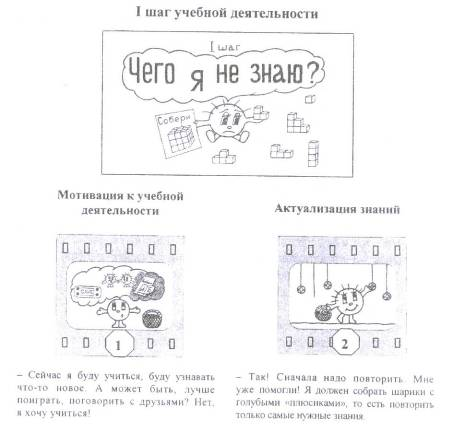 I шаг учебной деятельности
I шаг
Чего я не знаю?
Собери
Мотивация к учебной
деятельности
Актуализация знаний
1
2
– Сейчас я буду учиться, буду узнавать
что-то новое. А может быть, лучше
поиграть, поговорить с друзьями? Нет,
я хочу учиться!
– Так! Сначала надо повторить. Мне
уже помогли! Я должен собрать шарики с
голубыми «плюсиками», то есть повторить
только самые нужные знания